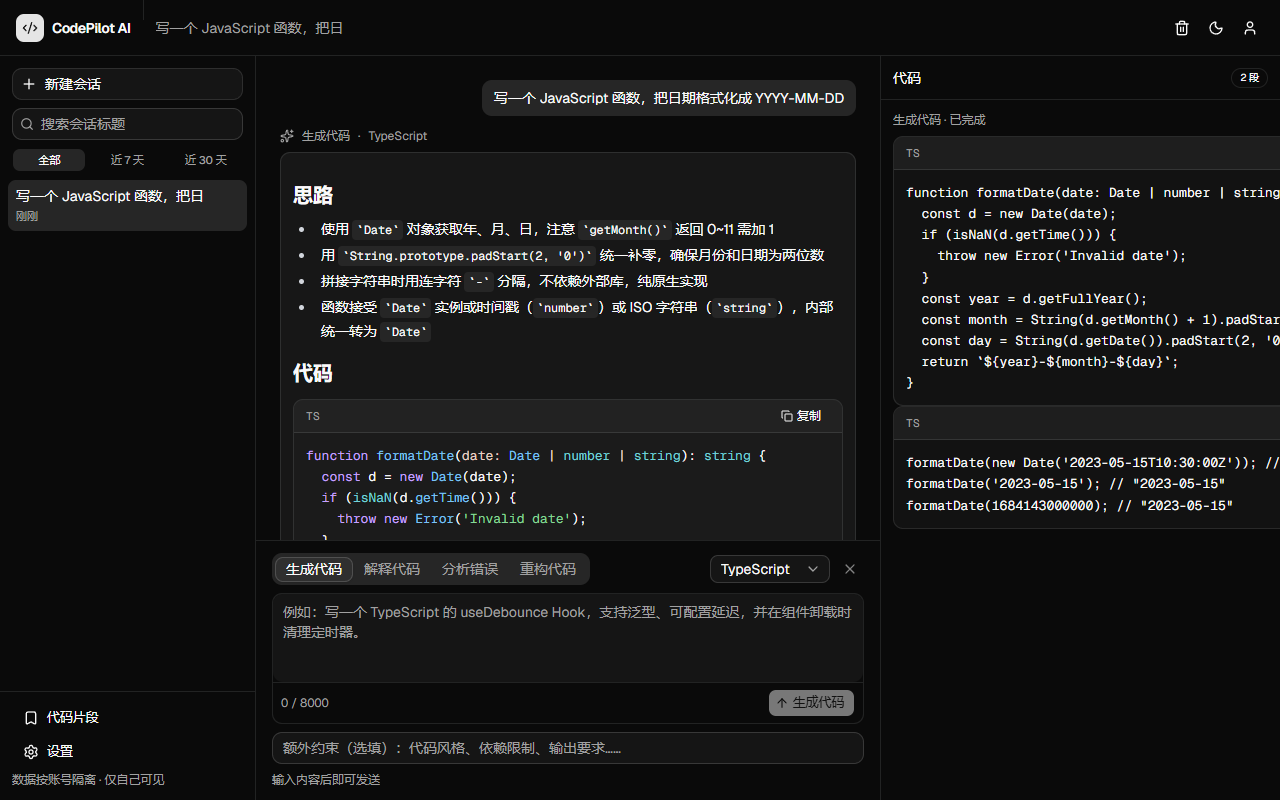 CodePilot AI
写一个 JavaScript 函数，把日
新建会话
搜索会话标题
全部
近 7 天
近 30 天
写一个 JavaScript 函数，把日
刚刚
代码片段
设置
数据按账号隔离 · 仅自己可见
写一个 JavaScript 函数，把日期格式化成 YYYY-MM-DD
生成代码 · TypeScript
思路
使用 `Date` 对象获取年、月、日，注意 `getMonth()` 返回 0~11 需加 1
用 `String.prototype.padStart(2, '0')` 统一补零，确保月份和日期为两位数
拼接字符串时用连字符 `-` 分隔，不依赖外部库，纯原生实现
函数接受 `Date` 实例或时间戳（`number`）或 ISO 字符串（`string`），内部
统一转为 `Date`
代码
TS
复制
function formatDate(date: Date | number | string): string {
  const d = new Date(date);
  if (isNaN(d.getTime())) {
    throw new Error('Invalid date');
  }
生成代码
解释代码
分析错误
重构代码
TypeScript
例如：写一个 TypeScript 的 useDebounce Hook，支持泛型、可配置延迟，并在组件卸载时
清理定时器。
0 / 8000
生成代码
额外约束（选填）：代码风格、依赖限制、输出要求……
输入内容后即可发送
代码
2 段
生成代码 · 已完成
TS
function formatDate(date: Date | number | string
  const d = new Date(date);
  if (isNaN(d.getTime())) {
    throw new Error('Invalid date');
  }
  const year = d.getFullYear();
  const month = String(d.getMonth() + 1).padStar
  const day = String(d.getDate()).padStart(2, '0
  return `${year}-${month}-${day}`;
}
TS
formatDate(new Date('2023-05-15T10:30:00Z')); //
formatDate('2023-05-15'); // "2023-05-15"
formatDate(1684143000000); // "2023-05-15"